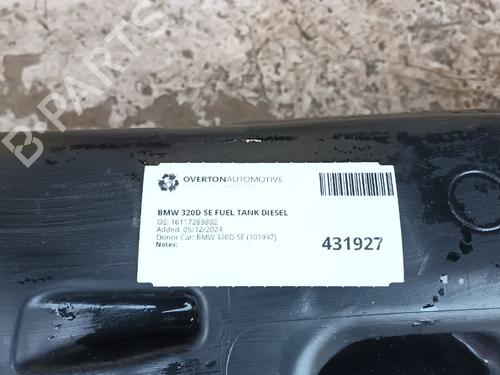 OVERTONAUTOMOTIVE
BMW 320D SE FUEL TANK DIESEL
OE: 16117283802
Added: 05/12/2024
Donor Car: BMW 320D SE (101937)
Notes:
431927